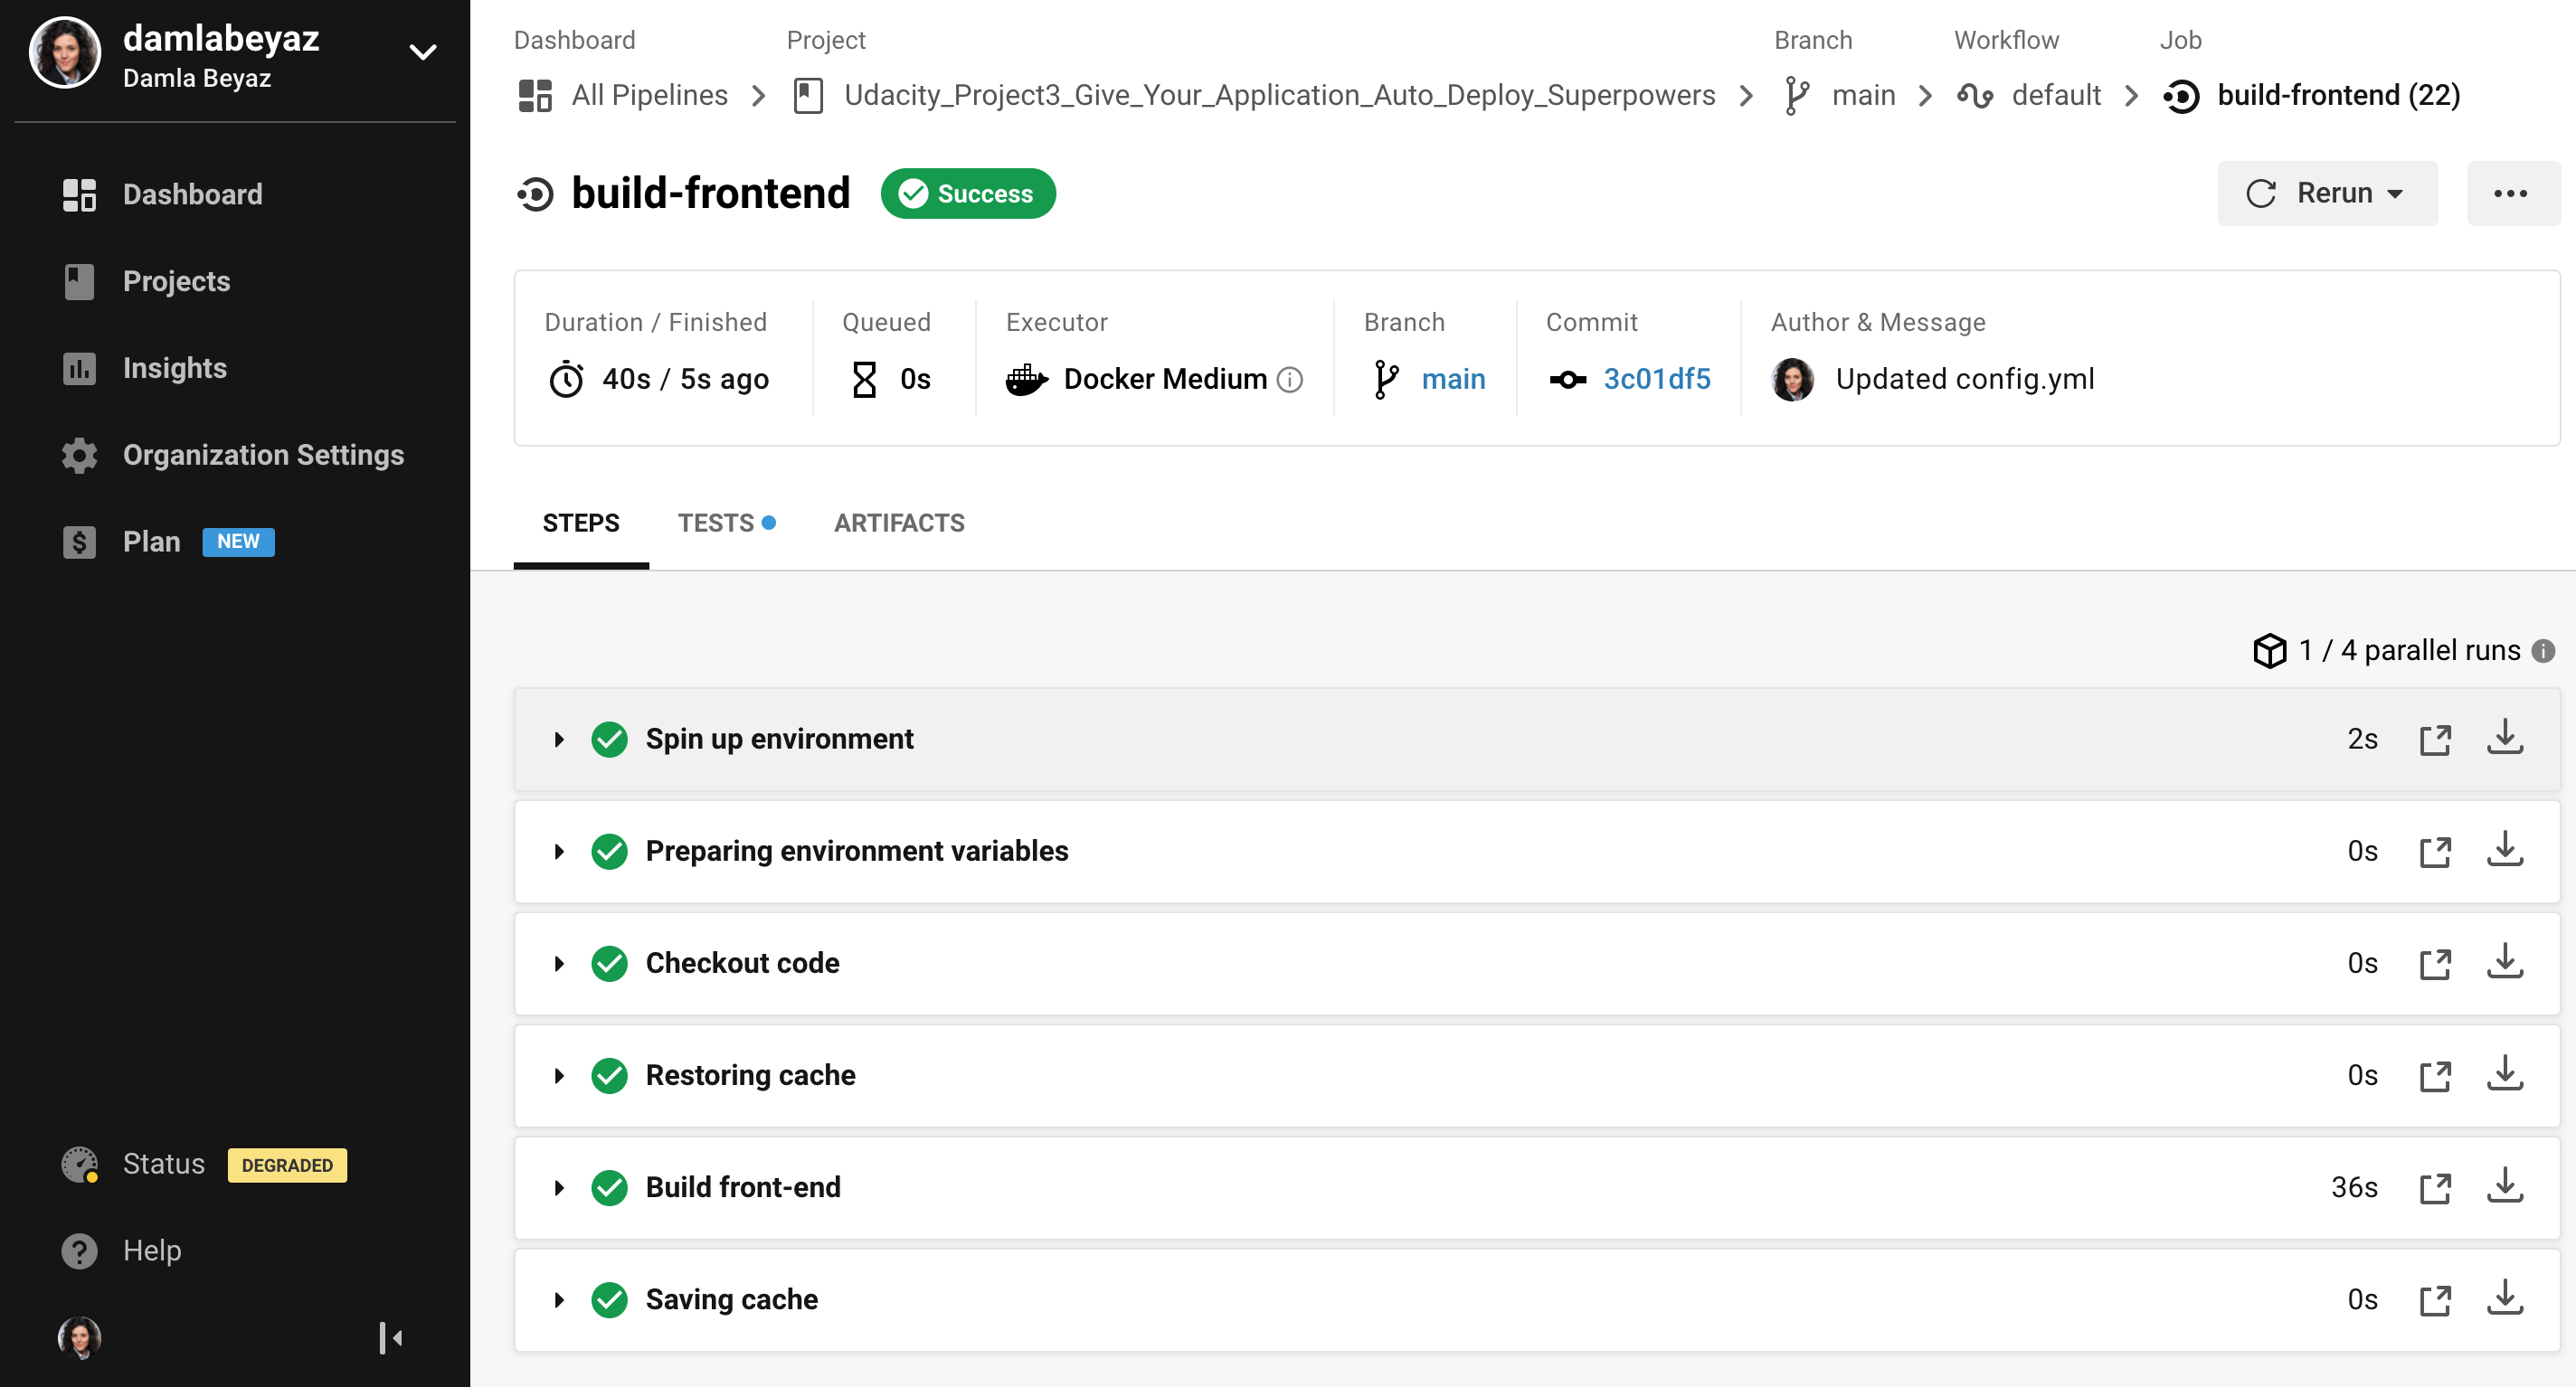 damlabeyaz
Damla Beyaz
Dashboard
Projects
Insights
Organization Settings
Plan NEW
Status DEGRADED
Help
Dashboard Project Branch Workflow Job
All Pipelines Udacity_Project3_Give_Your_Application_Auto_Deploy_Superpowers main default build-frontend (22)
build-frontend Success Rerun
Duration / Finished Queued Executor Branch Commit Author & Message
40s / 5s ago 0s Docker Medium main 3c01df5 Updated config.yml
STEPS TESTS ARTIFACTS
1 / 4 parallel runs
Spin up environment 2s
Preparing environment variables 0s
Checkout code 0s
Restoring cache 0s
Build front-end 36s
Saving cache 0s